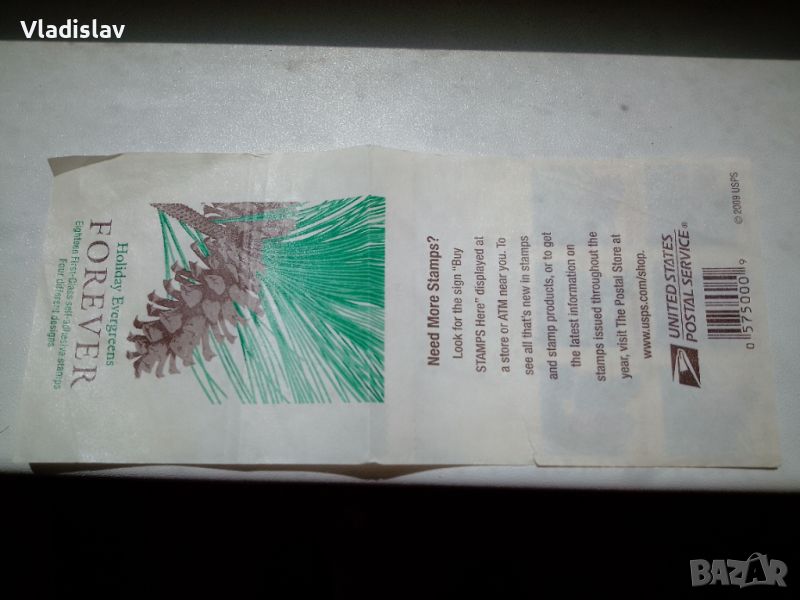 Vladislav
Holiday Evergreens
FOREVER
Eighteen First-Class self-adhesive stamps
Four different designs
Need More Stamps?
Look for the sign "Buy
STAMPS Here" displayed at
a store or ATM near you. To
see all that's new in stamps
and stamp products, or to get
the latest information on
stamps issued throughout the
year, visit The Postal Store at
www.usps.com/shop.
UNITED STATES
POSTAL SERVICE®
0 575000 9
© 2009 USPS
BAZAR